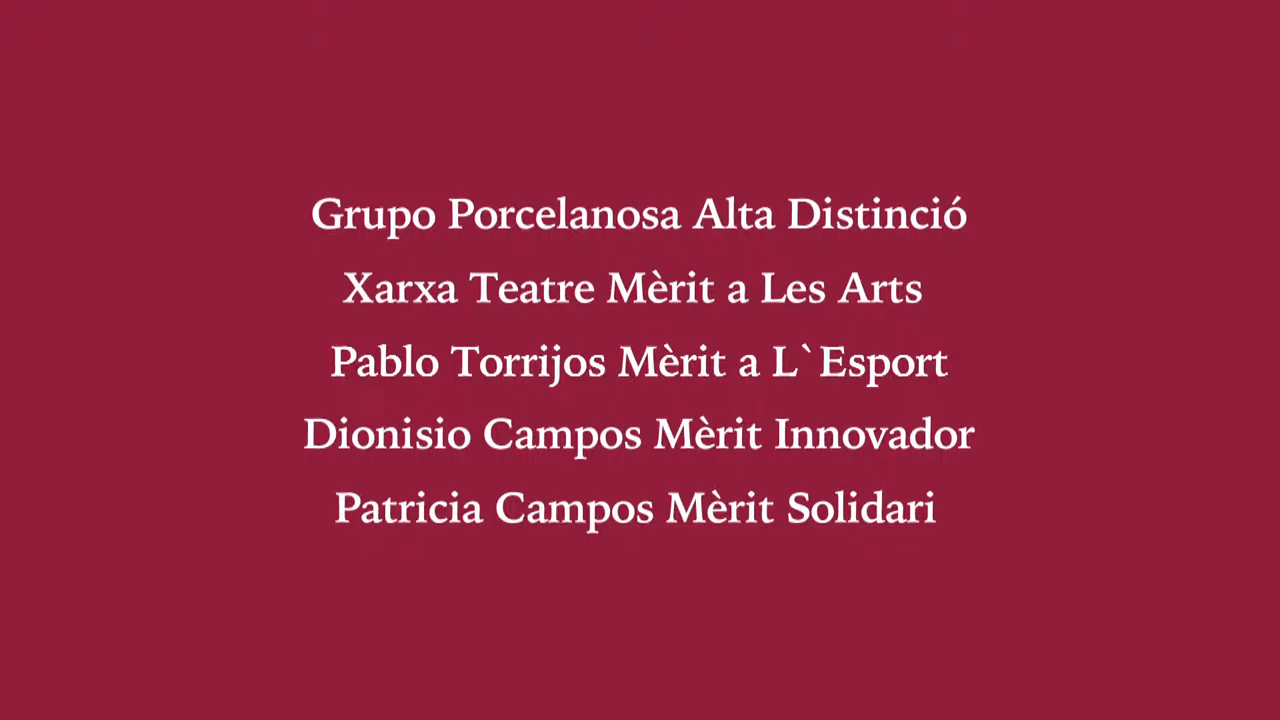 Grupo Porcelanosa Alta Distinció
Xarxa Teatre Mèrit a Les Arts
Pablo Torrijos Mèrit a L`Esport
Dionisio Campos Mèrit Innovador
Patricia Campos Mèrit Solidari